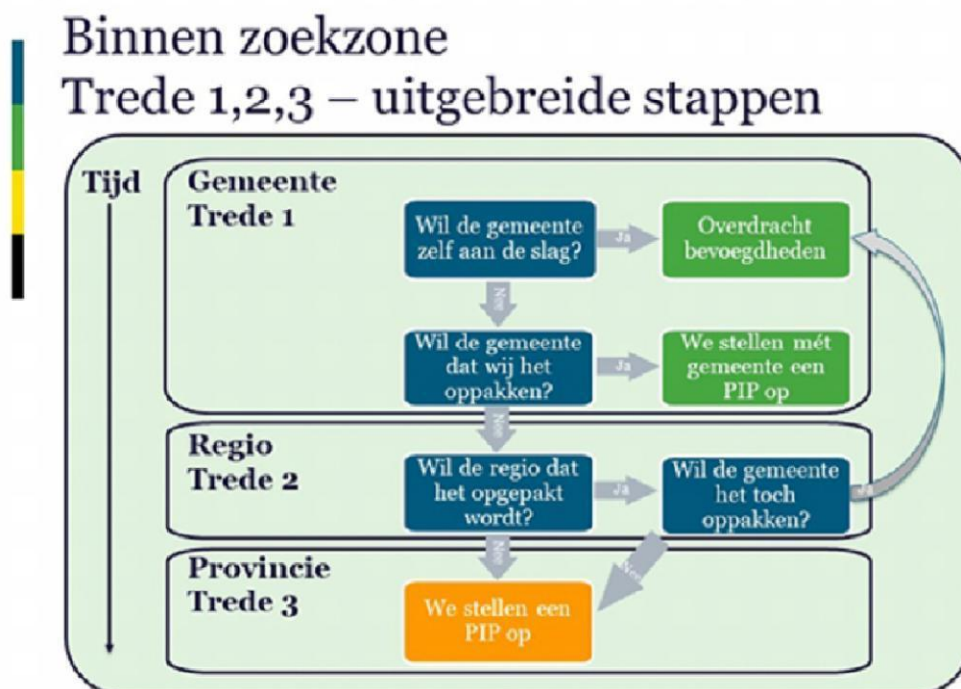 Binnen zoekzone
Trede 1,2,3 – uitgebreide stappen
Tijd
Gemeente
Trede 1
Wil de gemeente
zelf aan de slag?
Ja
Overdracht
bevoegdheden
Nee
Wil de gemeente
dat wij het
oppakken?
Ja
We stellen mét
gemeente een
PIP op
Nee
Regio
Trede 2
Wil de regio dat
het opgepakt
wordt?
Ja
Wil de gemeente
het toch
oppakken?
Ja
Nee
Nee
Provincie
Trede 3
We stellen een
PIP op